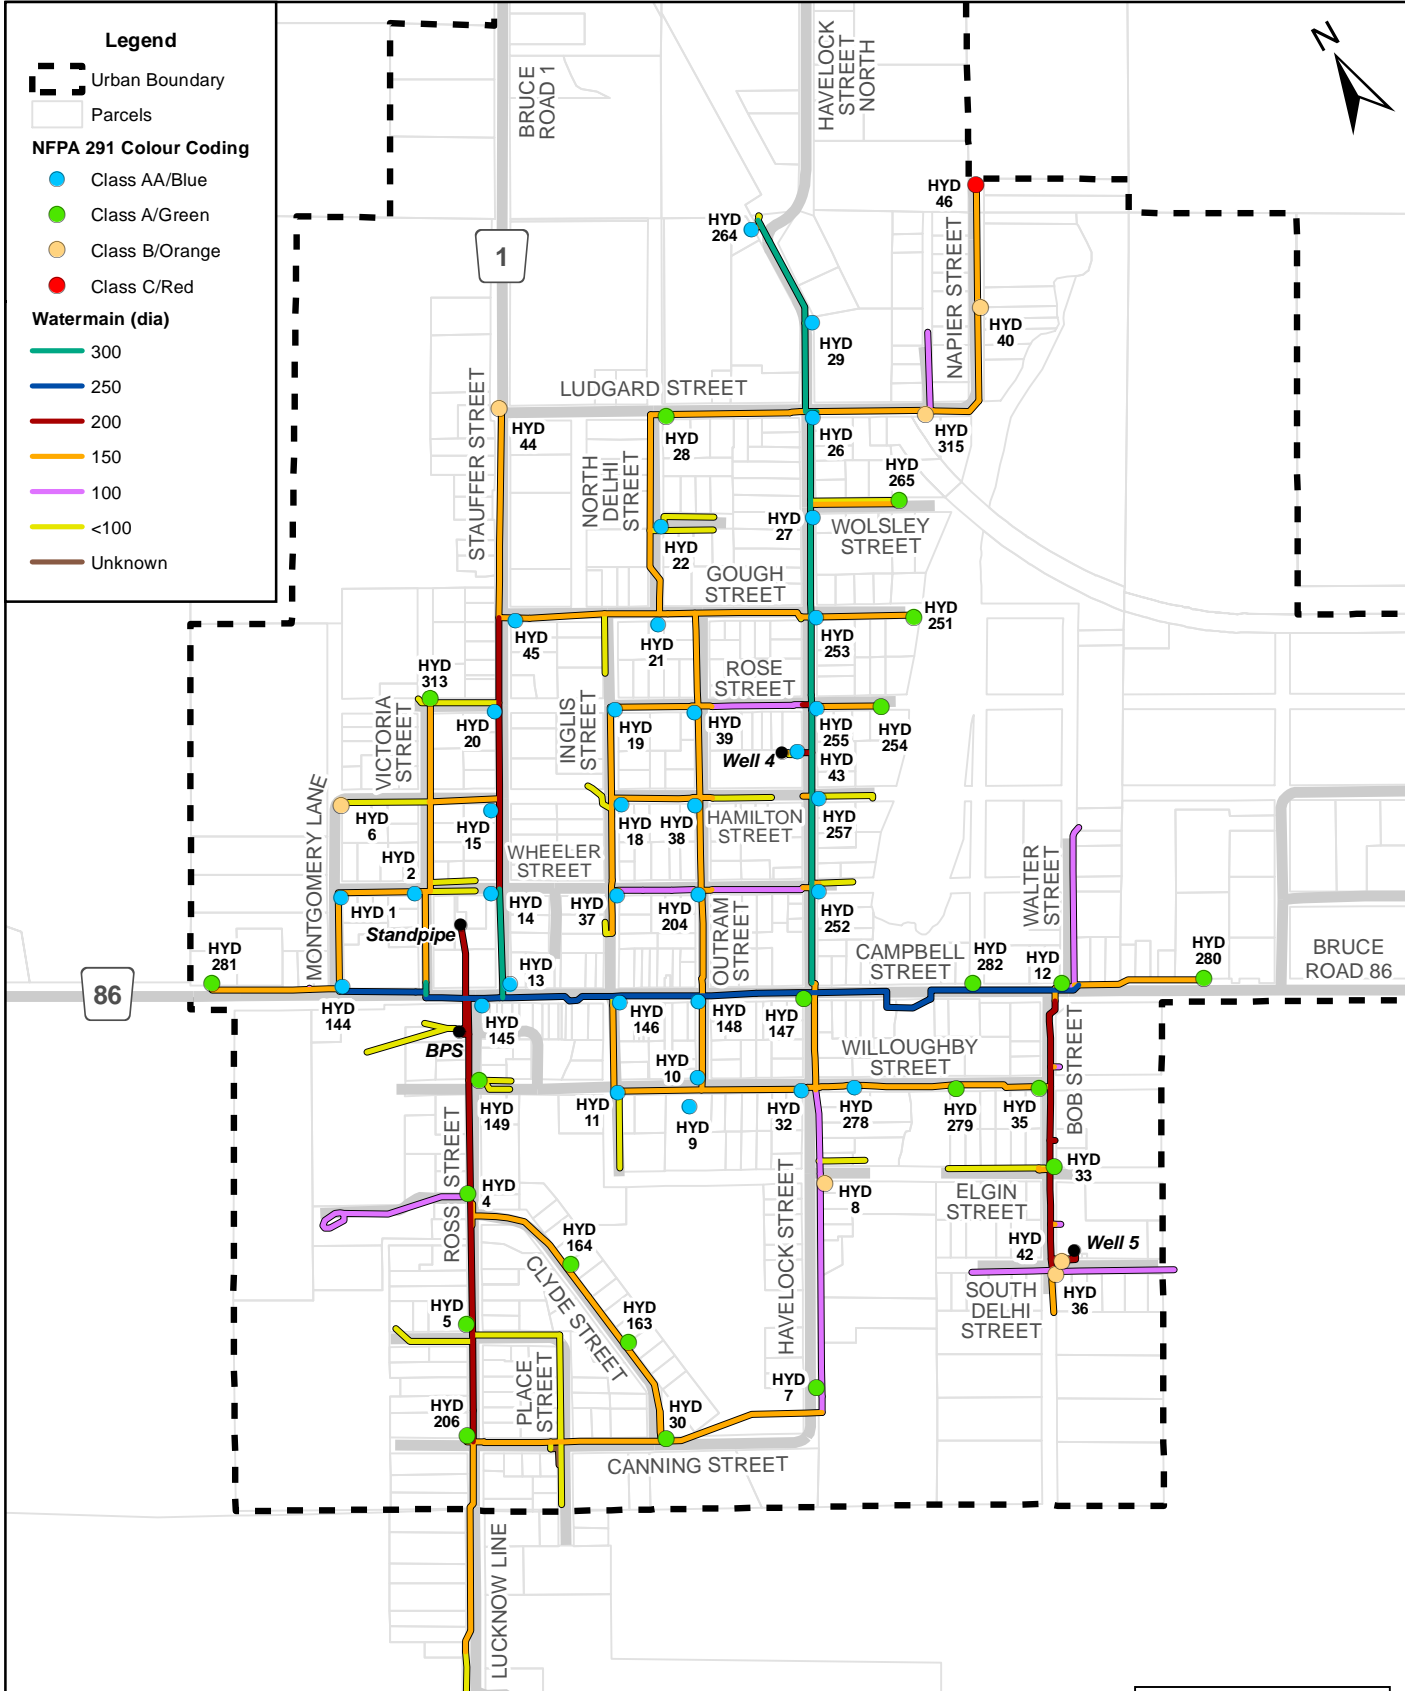 Legend
Urban Boundary
Parcels
NFPA 291 Colour Coding
Class AA/Blue
Class A/Green
Class B/Orange
Class C/Red
Watermain (dia)
300
250
200
150
100
<100
Unknown
N
BRUCE
ROAD 1
HAVELOCK
STREET
NORTH
HYD
46
HYD
264
1
NAPIER STREET
HYD
40
HYD
29
LUDGARD STREET
STAUFFER STREET
HYD
44
HYD
28
HYD
26
HYD
315
NORTH
DELHI
STREET
HYD
265
HYD
27
WOLSLEY
STREET
HYD
22
GOUGH
STREET
HYD
45
HYD
21
HYD
253
HYD
251
HYD
313
ROSE
STREET
VICTORIA
STREET
HYD
20
INGLIS
STREET
HYD
19
HYD
39
HYD
255
HYD
254
Well 4
HYD
43
MONTGOMERY LANE
HYD
6
HYD
15
HYD
18
HYD
38
HAMILTON
STREET
HYD
257
HYD
2
WHEELER
STREET
WALTER
STREET
HYD 1
HYD
14
HYD
37
HYD
204
OUTRAM
STREET
HYD
252
Standpipe
HYD
281
HYD
13
CAMPBELL
STREET
HYD
282
HYD
12
HYD
280
BRUCE
ROAD 86
86
HYD
144
HYD
145
HYD
146
HYD
148
HYD
147
BPS
WILLOUGHBY
STREET
BOB STREET
HYD
10
HYD
149
HYD
11
HYD
9
HYD
32
HYD
278
HYD
279
HYD
35
ROSS STREET
HYD
4
HAVELOCK STREET
HYD
8
HYD
33
ELGIN
STREET
HYD
164
CLYDE STREET
HYD
42
Well 5
SOUTH
DELHI
STREET
HYD
36
HYD
5
HYD
163
PLACE
STREET
HYD
7
HYD
206
HYD
30
CANNING STREET
LUCKNOW LINE